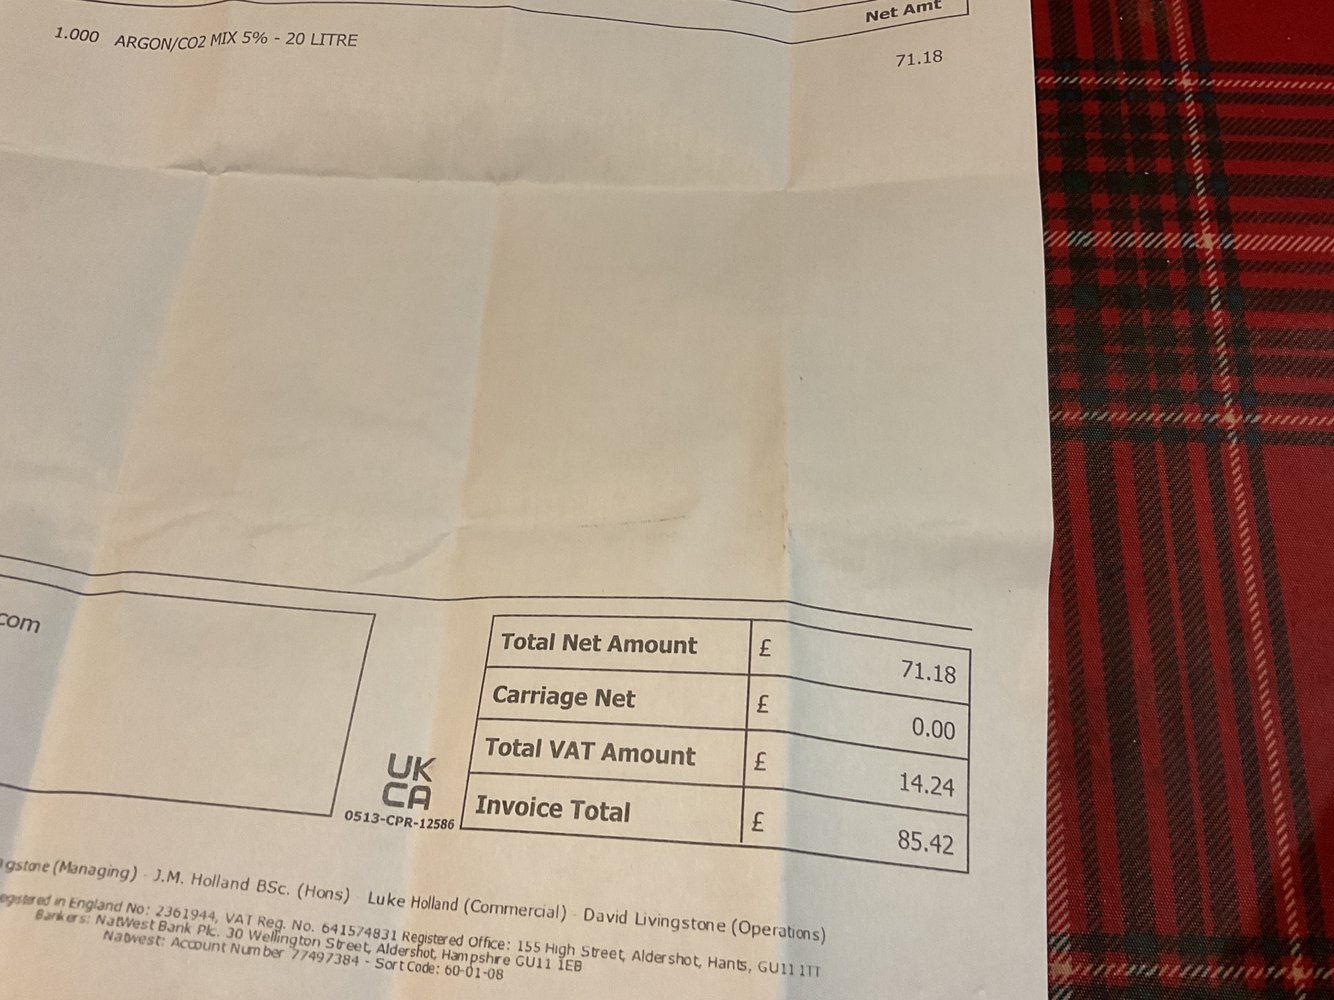 Net Amt
1.000 ARGON/CO2 MIX 5% - 20 LITRE 71.18
.com
Total Net Amount £ 71.18
Carriage Net £ 0.00
Total VAT Amount £ 14.24
Invoice Total £ 85.42
UK
CA
0513-CPR-12586
gstone (Managing) - J.M. Holland BSc. (Hons) Luke Holland (Commercial) - David Livingstone (Operations)
egistered in England No: 2361944, VAT Reg. No. 641574831 Registered Office: 155 High Street, Aldershot, Hants, GU11 1TT
Bankers: NatWest Bank Plc. 30 Wellington Street, Aldershot, Hampshire GU11 1EB
Natwest: Account Number 77497384 - Sort Code: 60-01-08